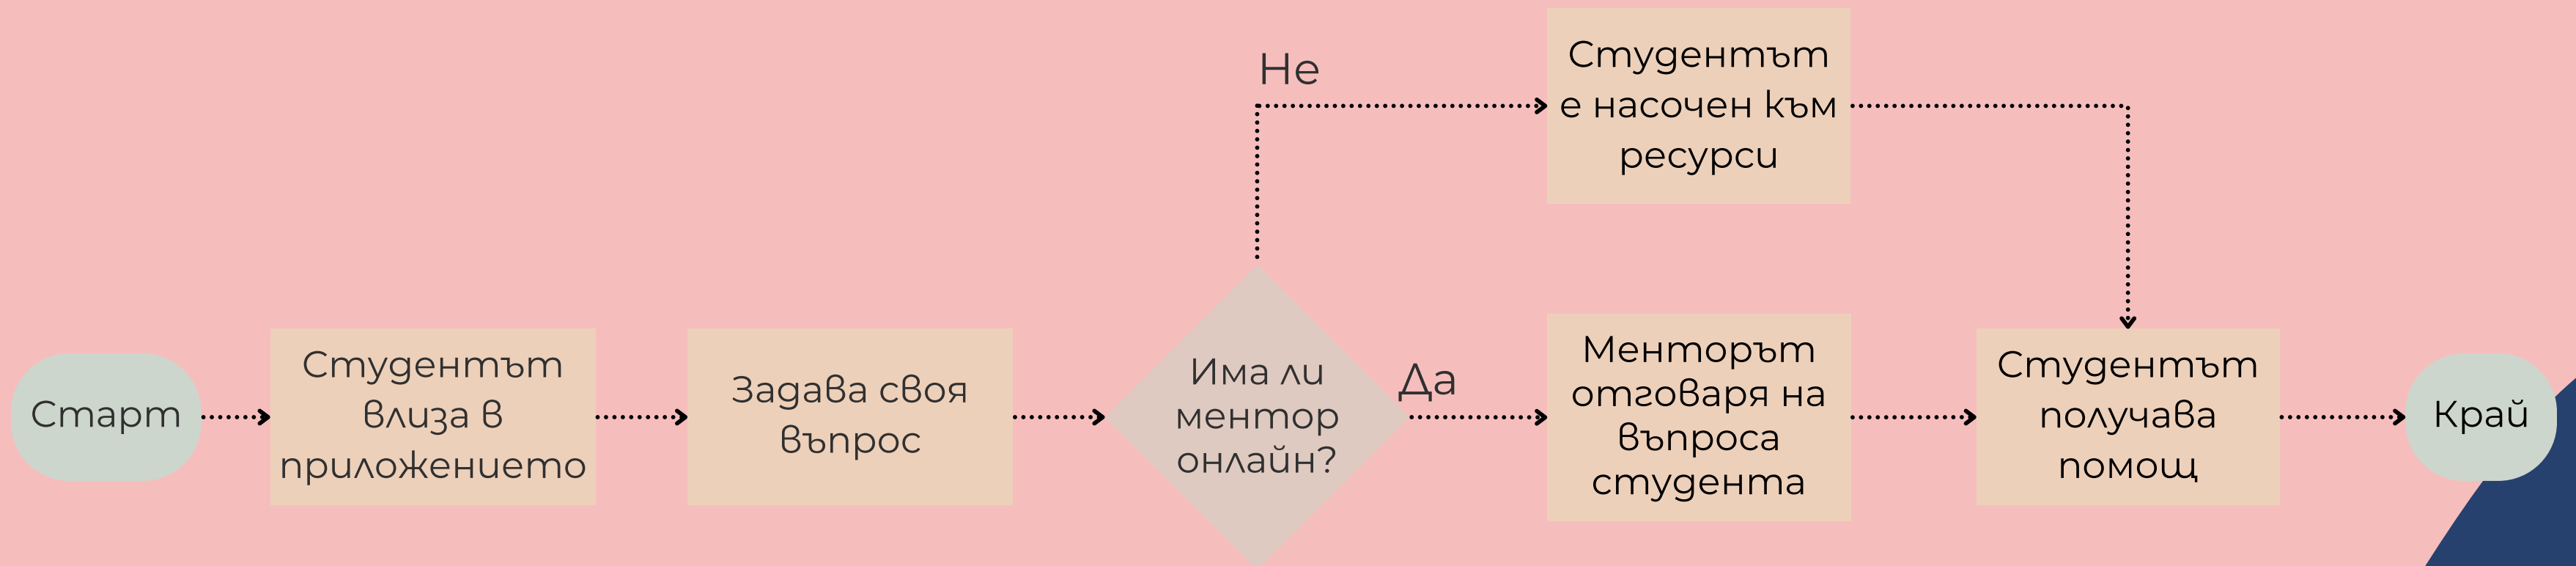 Старт
Студентът
влиза в
приложението
Задава своя
въпрос
Има ли
ментор
онлайн?
Не
Студентът
е насочен към
ресурси
Да
Менторът
отговаря на
въпроса
студента
Студентът
получава
помощ
Край